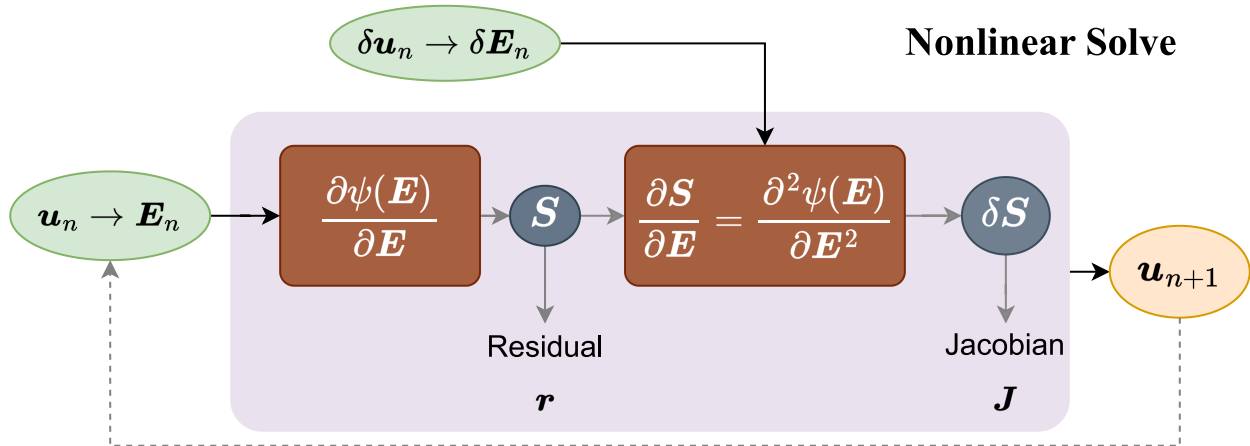 δu_n → δE_n
Nonlinear Solve
u_n → E_n
∂ψ(E)/∂E
S
∂S/∂E = ∂²ψ(E)/∂E²
δS
u_{n+1}
Residual
Jacobian
r
J